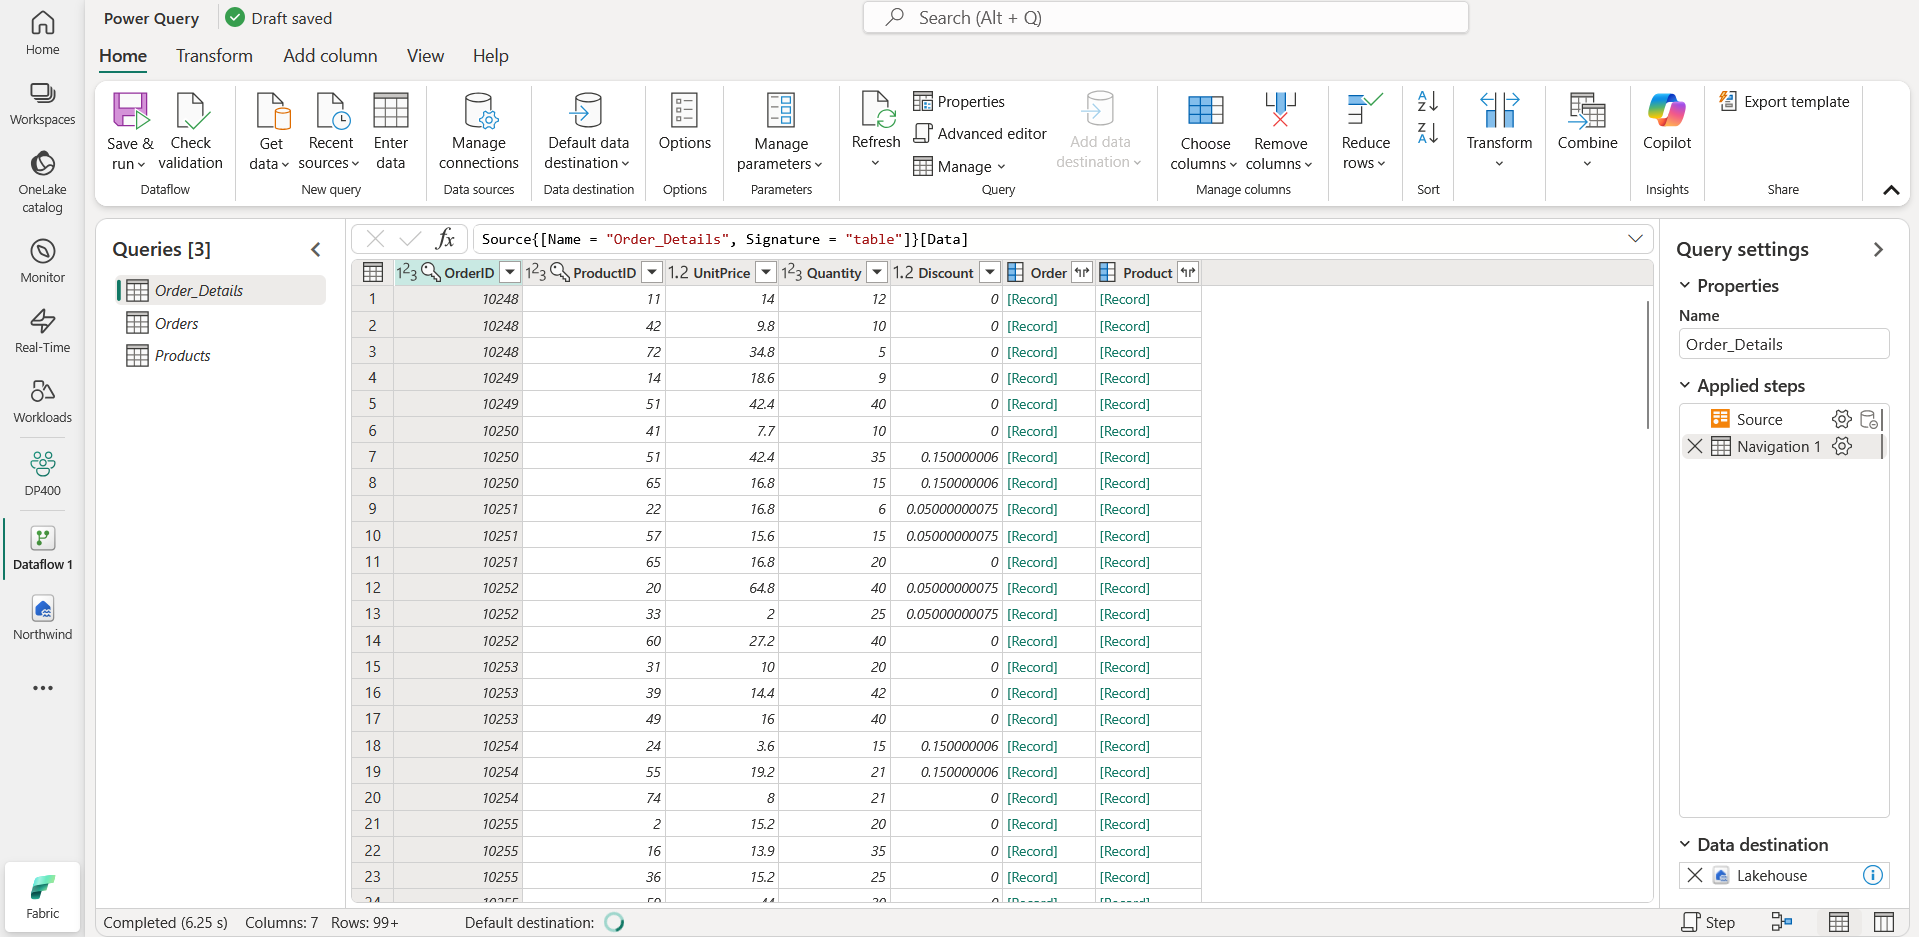 Power Query
Draft saved
Search (Alt + Q)
Home
Workspaces
OneLake
catalog
Monitor
Real-Time
Workloads
DP400
Dataflow 1
Northwind
Fabric
Home Transform Add column View Help
Save &
run
Check
validation
Dataflow
Get
data
Recent
sources
Enter
data
New query
Manage
connections
Data sources
Default data
destination
Data destination
Options
Options
Manage
parameters
Parameters
Refresh
Properties
Advanced editor
Manage
Add data
destination
Query
Choose
columns
Remove
columns
Manage columns
Reduce
rows
A
Z
Z
A
Sort
Transform
Combine
Copilot
Insights
Export template
Share
Queries [3]
Order_Details
Orders
Products
fx
Source{[Name = "Order_Details", Signature = "table"]}[Data]
1²3 OrderID 1²3 ProductID 1.2 UnitPrice 1²3 Quantity 1.2 Discount Order Product
1 10248 11 14 12 0 [Record] [Record]
2 10248 42 9.8 10 0 [Record] [Record]
3 10248 72 34.8 5 0 [Record] [Record]
4 10249 14 18.6 9 0 [Record] [Record]
5 10249 51 42.4 40 0 [Record] [Record]
6 10250 41 7.7 10 0 [Record] [Record]
7 10250 51 42.4 35 0.150000006 [Record] [Record]
8 10250 65 16.8 15 0.150000006 [Record] [Record]
9 10251 22 16.8 6 0.05000000075 [Record] [Record]
10 10251 57 15.6 15 0.05000000075 [Record] [Record]
11 10251 65 16.8 20 0 [Record] [Record]
12 10252 20 64.8 40 0.05000000075 [Record] [Record]
13 10252 33 2 25 0.05000000075 [Record] [Record]
14 10252 60 27.2 40 0 [Record] [Record]
15 10253 31 10 20 0 [Record] [Record]
16 10253 39 14.4 42 0 [Record] [Record]
17 10253 49 16 40 0 [Record] [Record]
18 10254 24 3.6 15 0.150000006 [Record] [Record]
19 10254 55 19.2 21 0.150000006 [Record] [Record]
20 10254 74 8 21 0 [Record] [Record]
21 10255 2 15.2 20 0 [Record] [Record]
22 10255 16 13.9 35 0 [Record] [Record]
23 10255 36 15.2 25 0 [Record] [Record]
Query settings
Properties
Name
Order_Details
Applied steps
Source
Navigation 1
Data destination
Lakehouse
Completed (6.25 s) Columns: 7 Rows: 99+ Default destination:
Step